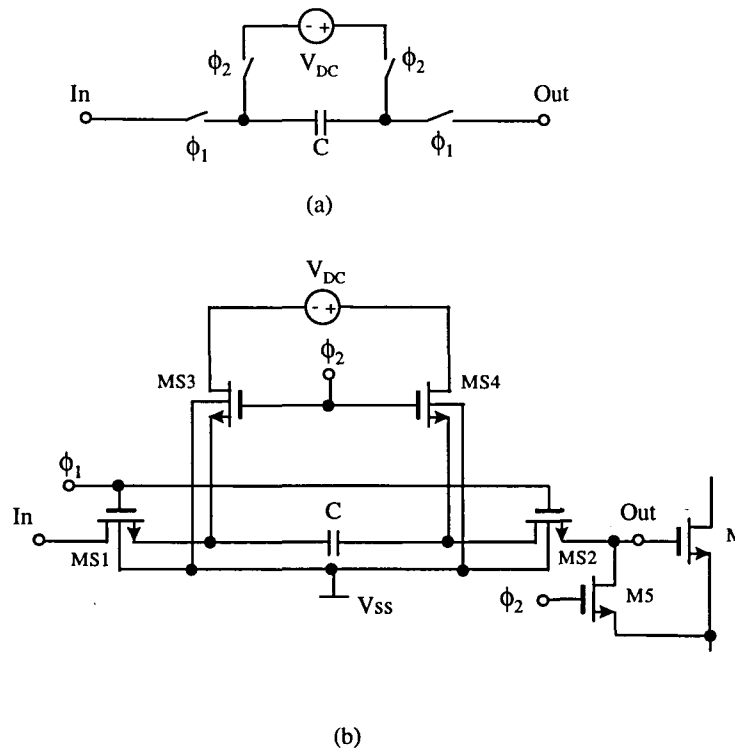 ϕ₂
V_DC
ϕ₂
In
Out
ϕ₁
C
ϕ₁
(a)
V_DC
ϕ₂
MS3
MS4
ϕ₁
In
C
Out
M
MS1
MS2
ϕ₂
M5
Vss
(b)